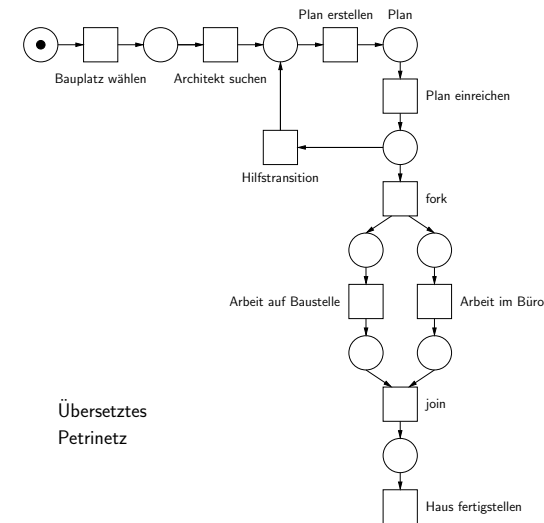 Plan erstellen Plan
Bauplatz wählen Architekt suchen
Plan einreichen
Hilfstransition
fork
Arbeit auf Baustelle Arbeit im Büro
join
Übersetztes
Petrinetz
Haus fertigstellen